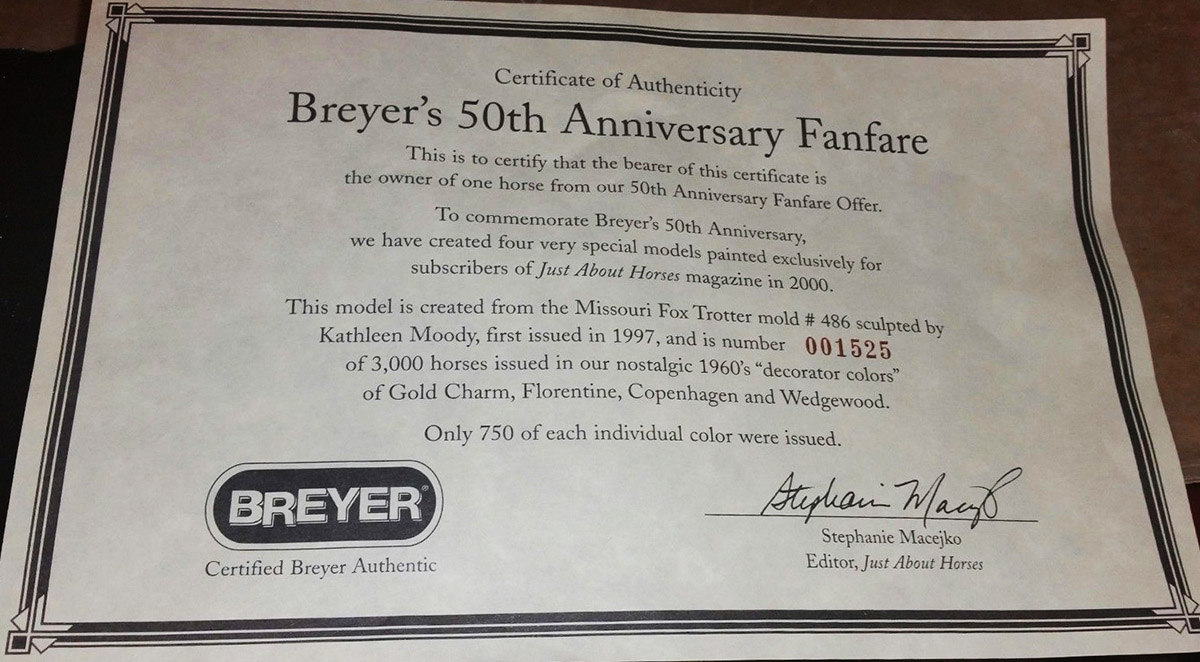 Certificate of Authenticity
Breyer's 50th Anniversary Fanfare
This is to certify that the bearer of this certificate is
the owner of one horse from our 50th Anniversary Fanfare Offer.
To commemorate Breyer's 50th Anniversary,
we have created four very special models painted exclusively for
subscribers of Just About Horses magazine in 2000.
This model is created from the Missouri Fox Trotter mold # 486 sculpted by
Kathleen Moody, first issued in 1997, and is number 001525
of 3,000 horses issued in our nostalgic 1960's “decorator colors”
of Gold Charm, Florentine, Copenhagen and Wedgewood.
Only 750 of each individual color were issued.
BREYER®
Certified Breyer Authentic
Stephanie Macejko
Stephanie Macejko
Editor, Just About Horses